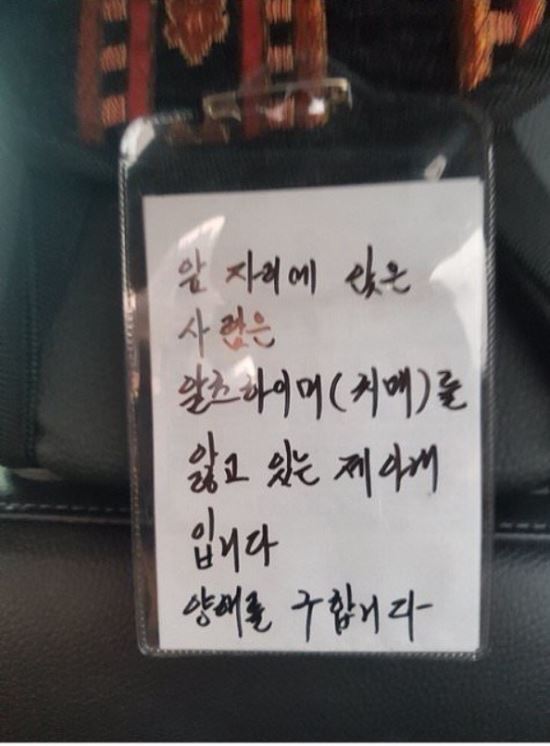 앞 자리에 앉은
사람은
알츠하이머(치매)를
앓고 있는 제 아내
입니다
양해를 구합니다